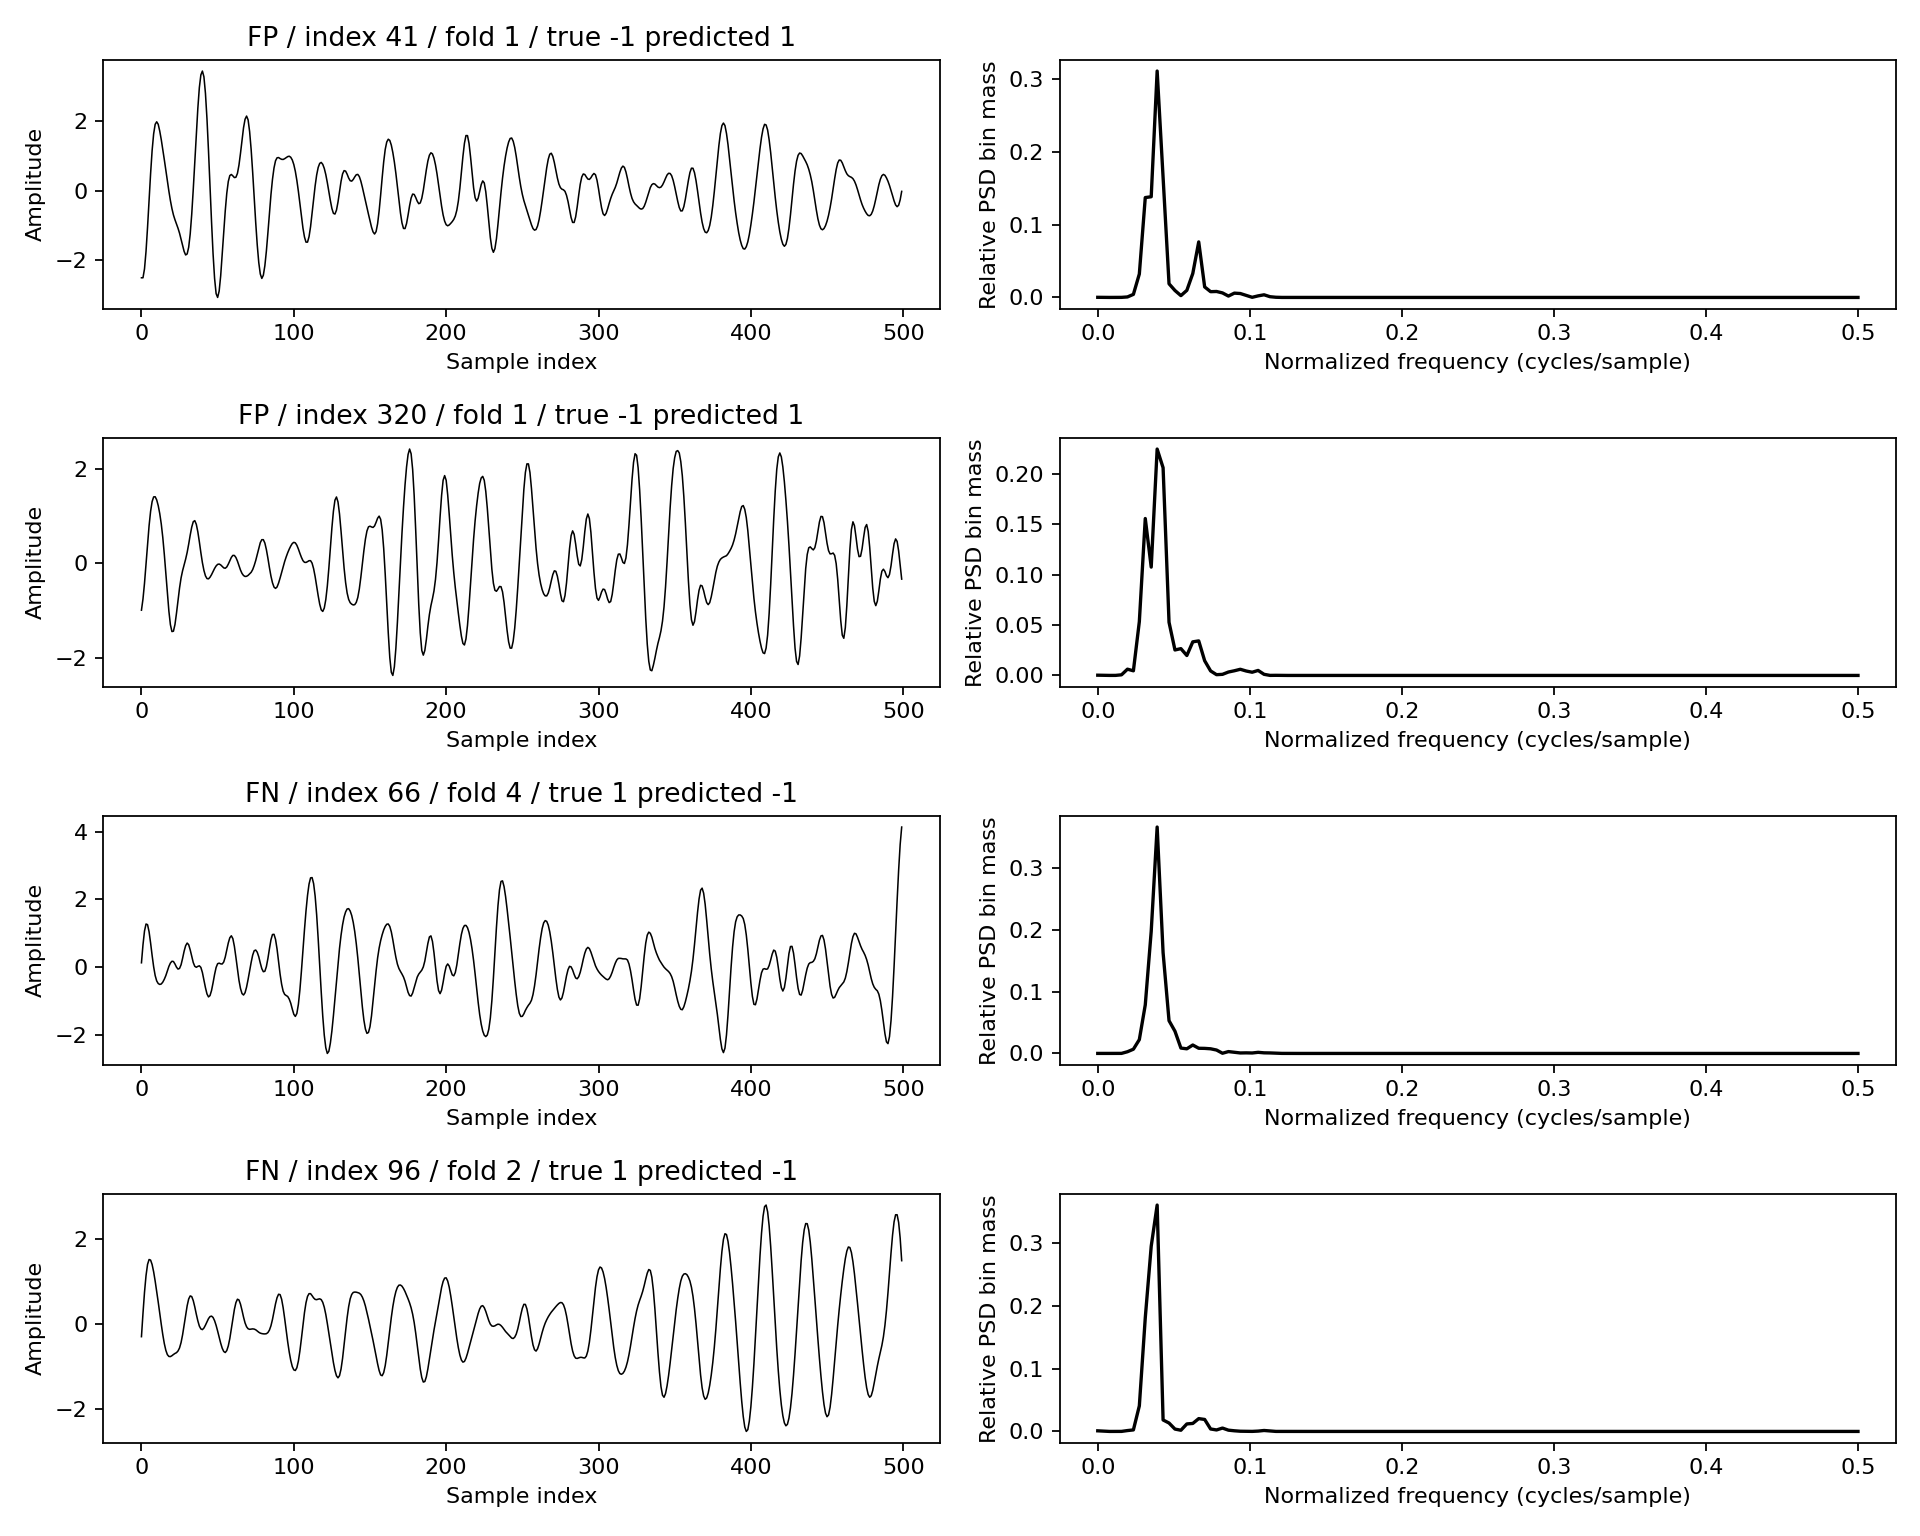 FP / index 41 / fold 1 / true -1 predicted 1
Amplitude
2
0
−2
0 100 200 300 400 500
Sample index
Relative PSD bin mass
0.3
0.2
0.1
0.0
0.0 0.1 0.2 0.3 0.4 0.5
Normalized frequency (cycles/sample)
FP / index 320 / fold 1 / true -1 predicted 1
Amplitude
2
0
−2
0 100 200 300 400 500
Sample index
Relative PSD bin mass
0.20
0.15
0.10
0.05
0.00
0.0 0.1 0.2 0.3 0.4 0.5
Normalized frequency (cycles/sample)
FN / index 66 / fold 4 / true 1 predicted -1
Amplitude
4
2
0
−2
0 100 200 300 400 500
Sample index
Relative PSD bin mass
0.3
0.2
0.1
0.0
0.0 0.1 0.2 0.3 0.4 0.5
Normalized frequency (cycles/sample)
FN / index 96 / fold 2 / true 1 predicted -1
Amplitude
2
0
−2
0 100 200 300 400 500
Sample index
Relative PSD bin mass
0.3
0.2
0.1
0.0
0.0 0.1 0.2 0.3 0.4 0.5
Normalized frequency (cycles/sample)